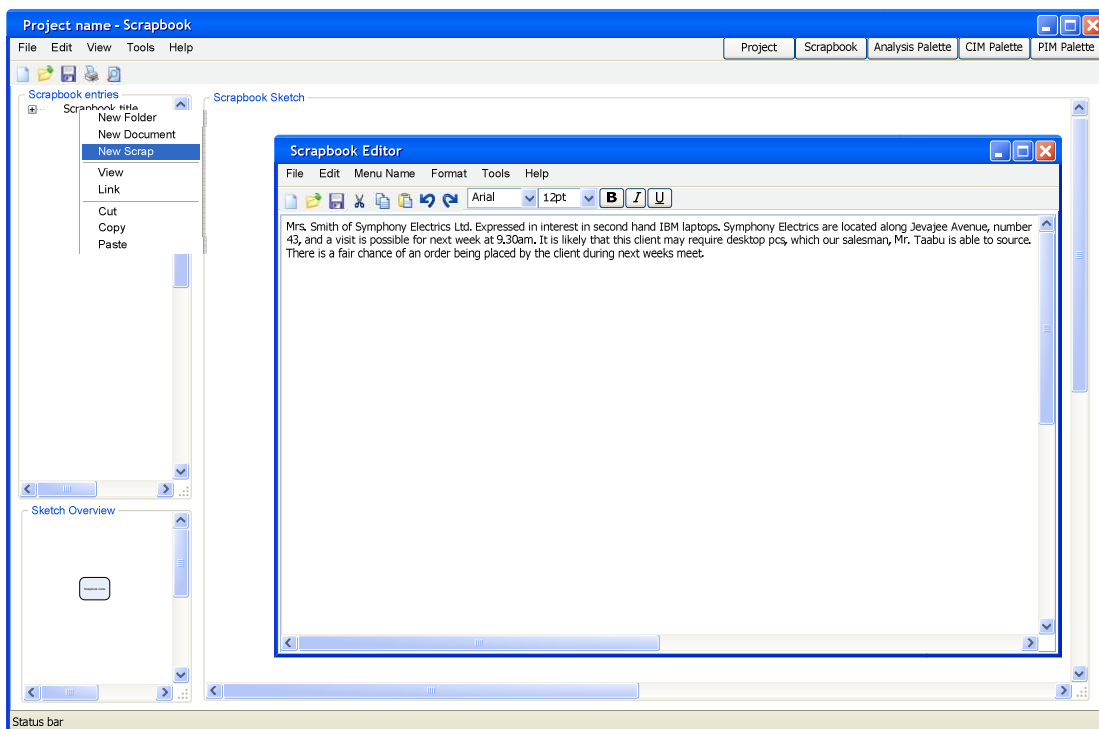 Project name - Scrapbook
File Edit View Tools Help
Project Scrapbook Analysis Palette CIM Palette PIM Palette
Scrapbook entries
Scrapbook title
New Folder
New Document
New Scrap
View
Link
Cut
Copy
Paste
Scrapbook Sketch
Scrapbook Editor
File Edit Menu Name Format Tools Help
Arial 12pt B I U
Mrs. Smith of Symphony Electrics Ltd. Expressed in interest in second hand IBM laptops. Symphony Electrics are located along Jevajee Avenue, number
43, and a visit is possible for next week at 9.30am. It is likely that this client may require desktop pcs, which our salesman, Mr. Taabu is able to source.
There is a fair chance of an order being placed by the client during next weeks meet.
Sketch Overview
Status bar